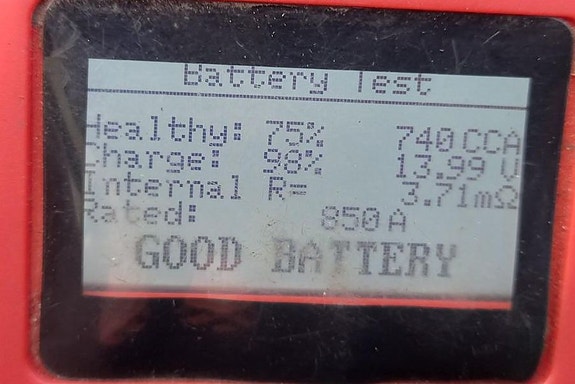 Battery Test
Healthy: 75% 740 CCA
Charge: 98% 13.99 V
Internal R= 3.71mΩ
Rated: 850 A
GOOD BATTERY